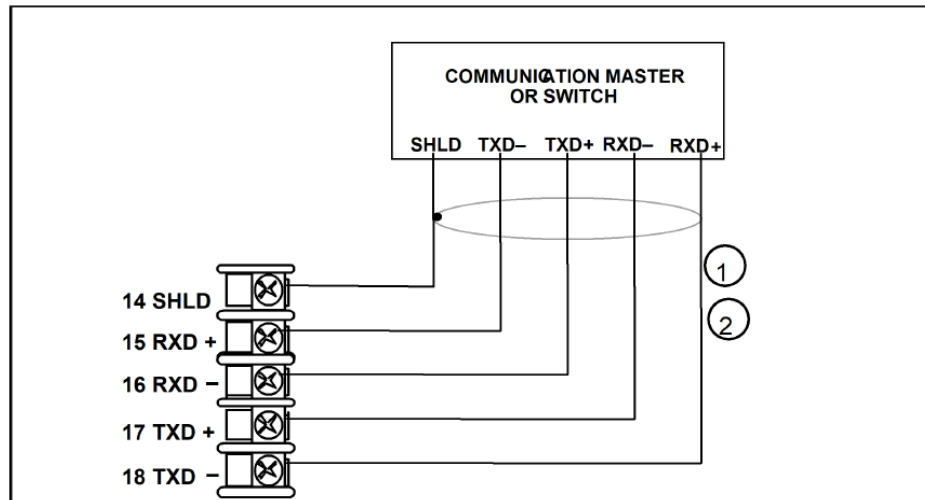 COMMUNICATION MASTER
OR SWITCH
SHLD TXD– TXD+ RXD– RXD+
1
2
14 SHLD
15 RXD +
16 RXD –
17 TXD +
18 TXD –